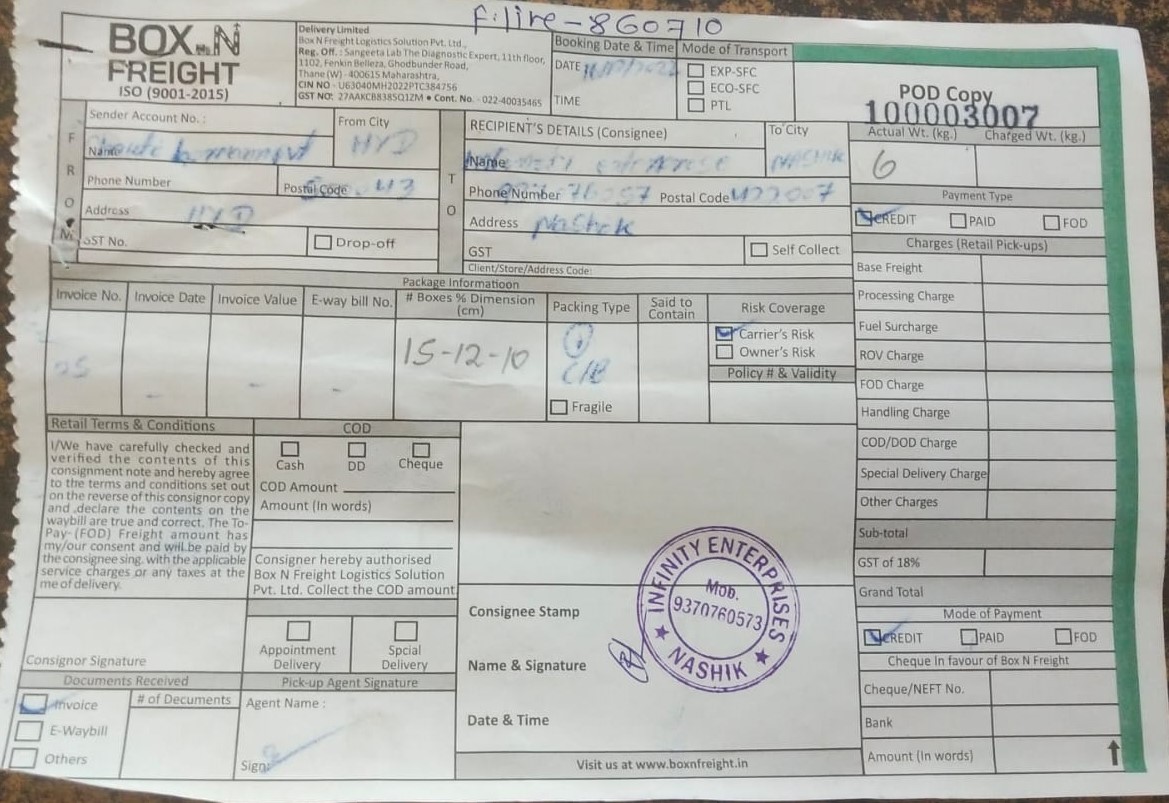 BOX N
FREIGHT
ISO (9001-2015)
Delivery Limited
Box N Freight Logistics Solution Pvt. Ltd.,
Reg. Off. : Sangeeta Lab The Diagnostic Expert, 11th floor,
1102, Fenkin Belleza, Ghodbunder Road,
Thane (W) - 400615 Maharashtra,
CIN NO - U63040MH2022PTC384756
GST NO: 27AAKCB8385Q1ZM • Cont. No. - 022-40035465
860710
Booking Date & Time
DATE
TIME
Mode of Transport
EXP-SFC
ECO-SFC
PTL
POD Copy
100003007
FROM
Sender Account No. :
From City
HYD
Name
Phone Number
Postal Code
Address HYD
GST No.
Drop-off
TO
RECIPIENT'S DETAILS (Consignee)
To City
NASHIK
Name
Phone Number
Postal Code 422007
Address Nashik
GST
Self Collect
Client/Store/Address Code:
Actual Wt. (kg.) Charged Wt. (kg.)
6
Payment Type
CREDIT PAID FOD
Charges (Retail Pick-ups)
Base Freight
Processing Charge
Fuel Surcharge
ROV Charge
FOD Charge
Handling Charge
COD/DOD Charge
Special Delivery Charge
Other Charges
Sub-total
GST of 18%
Grand Total
Mode of Payment
CREDIT PAID FOD
Cheque In favour of Box N Freight
Cheque/NEFT No.
Bank
Amount (In words)
Package Informatioon
Invoice No. Invoice Date Invoice Value E-way bill No. # Boxes % Dimension (cm) Packing Type Said to Contain Risk Coverage
25 - - 15-12-10 C/B
Fragile
Carrier's Risk
Owner's Risk
Policy # & Validity
Retail Terms & Conditions
I/We have carefully checked and
verified the contents of this
consignment note and hereby agree
to the terms and conditions set out
on the reverse of this consignor copy
and declare the contents on the
waybill are true and correct. The To-
Pay-(FOD) Freight amount has
my/our consent and will be paid by
the consignee sing. with the applicable
service charges or any taxes at the
me of delivery.
Consignor Signature
COD
Cash DD Cheque
COD Amount
Amount (In words)
Consigner hereby authorised
Box N Freight Logistics Solution
Pvt. Ltd. Collect the COD amount
Appointment Delivery
Spcial Delivery
Documents Received
Invoice
E-Waybill
Others
# of Documents
Pick-up Agent Signature
Agent Name :
Sign:
Consignee Stamp
Name & Signature
Date & Time
INFINITY ENTERPRISES
Mob.
9370760573
★ NASHIK ★
Visit us at www.boxnfreight.in